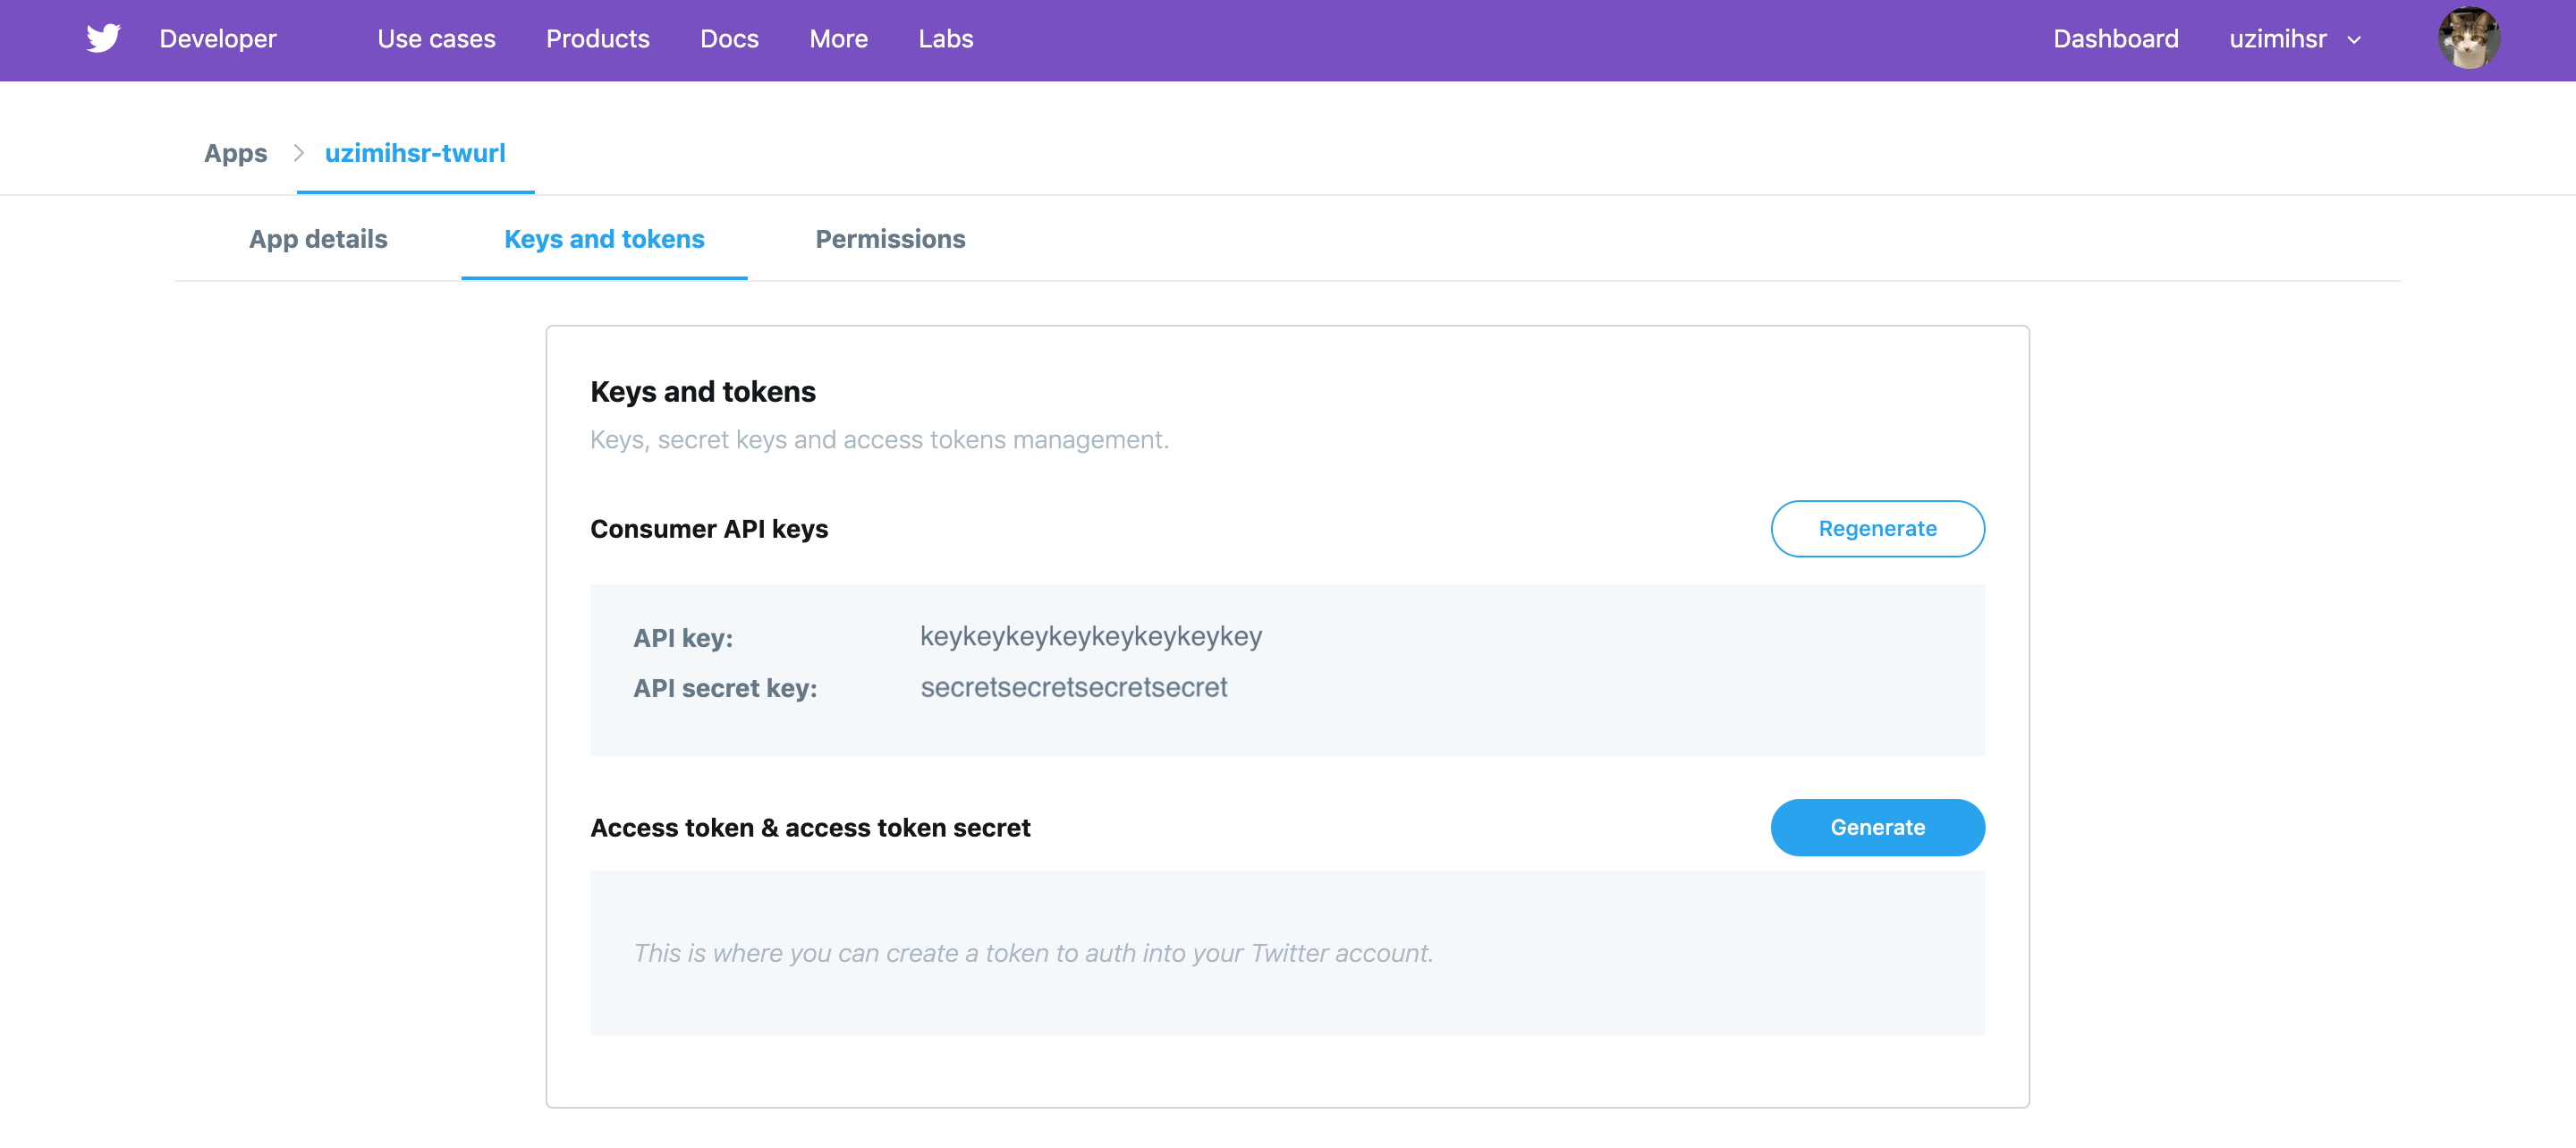 Developer Use cases Products Docs More Labs Dashboard uzimihsr
Apps uzimihsr-twurl
App details Keys and tokens Permissions
Keys and tokens
Keys, secret keys and access tokens management.
Consumer API keys Regenerate
API key: keykeykeykeykeykeykeykey
API secret key: secretsecretsecretsecret
Access token & access token secret Generate
This is where you can create a token to auth into your Twitter account.